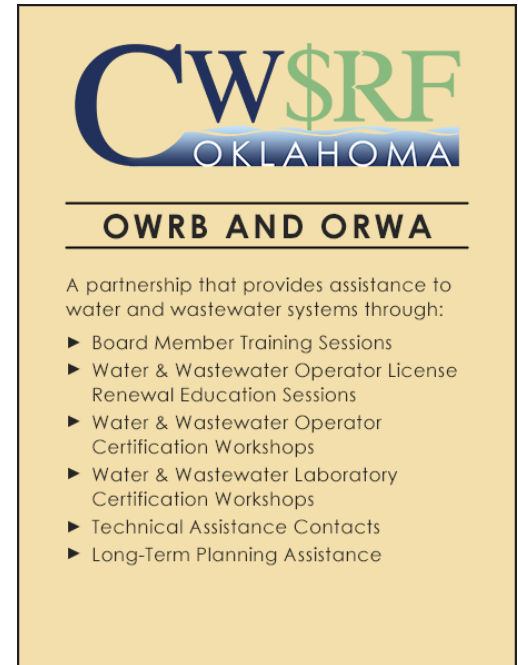 CW$RF
OKLAHOMA
OWRB AND ORWA
A partnership that provides assistance to
water and wastewater systems through:
► Board Member Training Sessions
► Water & Wastewater Operator License
Renewal Education Sessions
► Water & Wastewater Operator
Certification Workshops
► Water & Wastewater Laboratory
Certification Workshops
► Technical Assistance Contacts
► Long-Term Planning Assistance